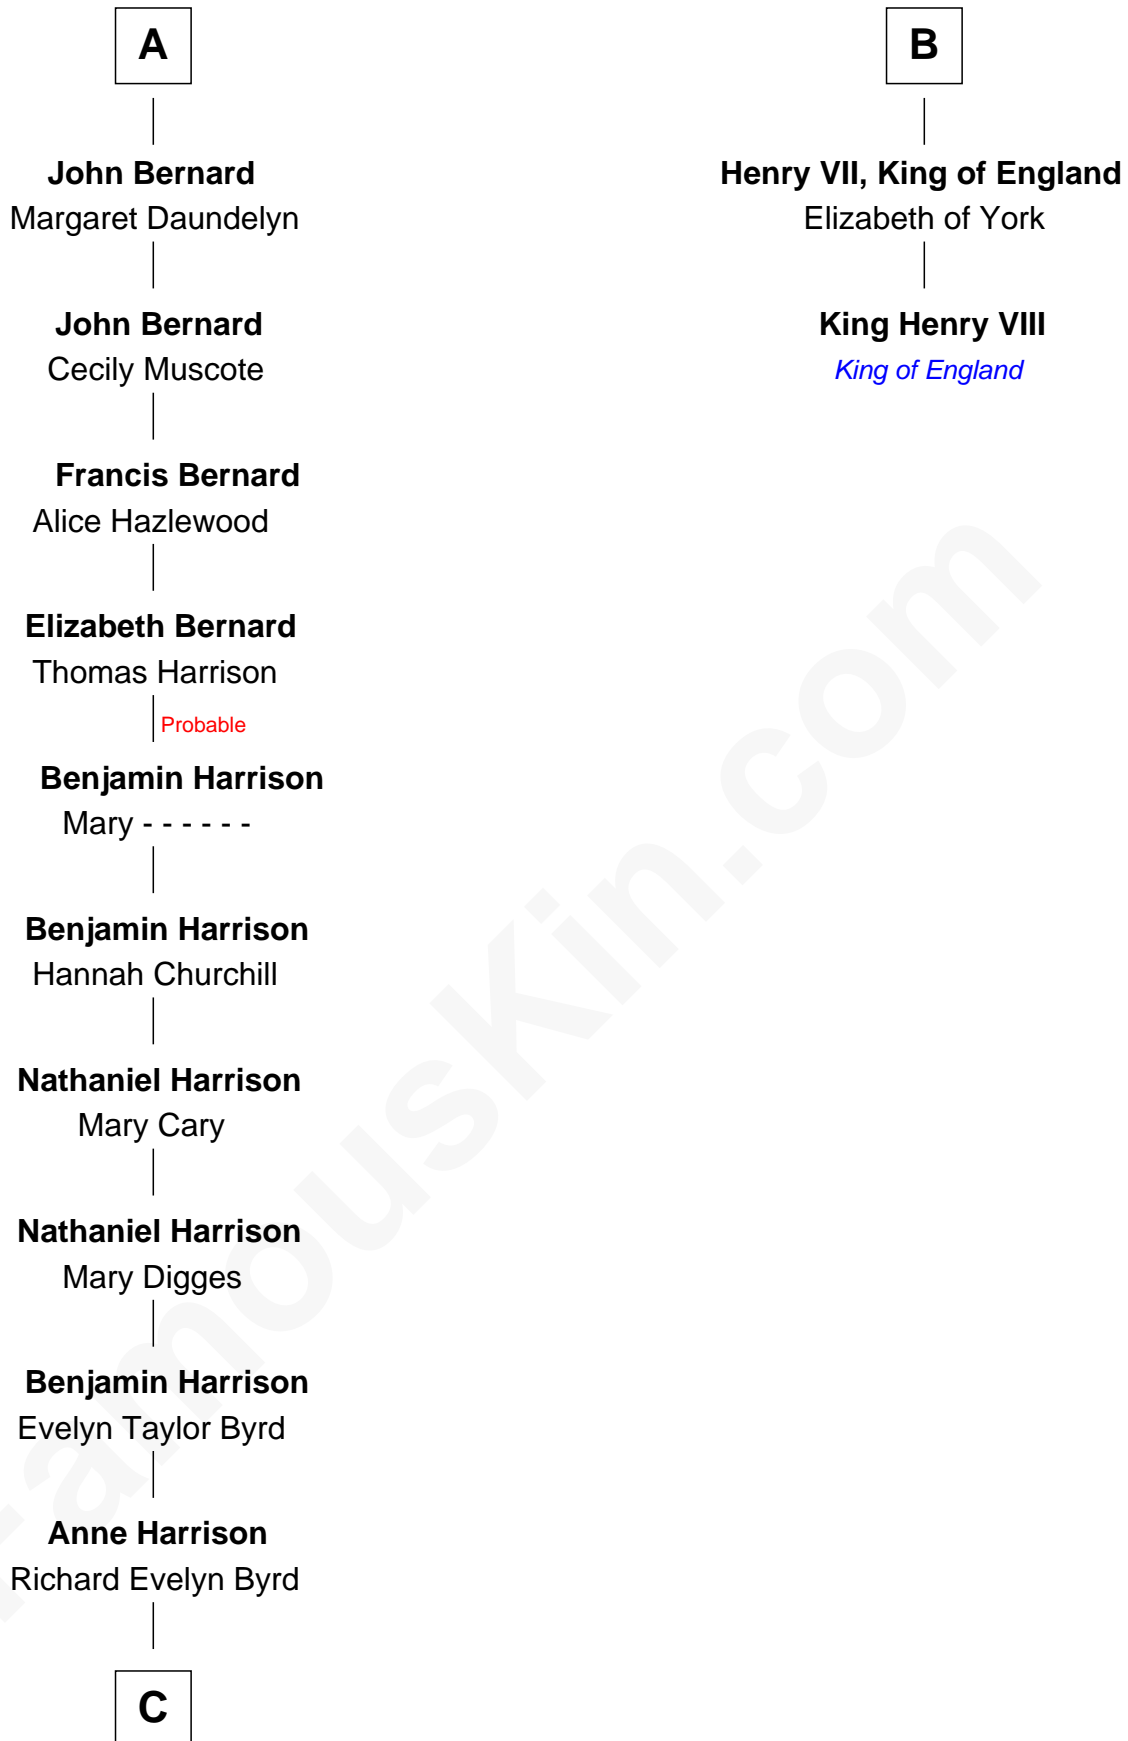 A
John Bernard
Margaret Daundelyn
John Bernard
Cecily Muscote
Francis Bernard
Alice Hazlewood
Elizabeth Bernard
Thomas Harrison
Probable
Benjamin Harrison
Mary - - - - - -
Benjamin Harrison
Hannah Churchill
Nathaniel Harrison
Mary Cary
Nathaniel Harrison
Mary Digges
Benjamin Harrison
Evelyn Taylor Byrd
Anne Harrison
Richard Evelyn Byrd
C
B
Henry VII, King of England
Elizabeth of York
King Henry VIII
King of England
FamousKin.com